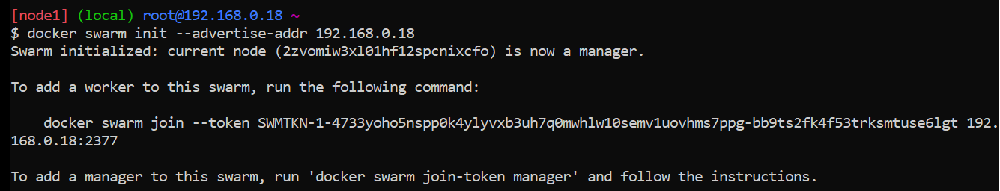 [node1] (local) root@192.168.0.18 ~
$ docker swarm init --advertise-addr 192.168.0.18
Swarm initialized: current node (2zvomiw3xl01hf12spcnixcfo) is now a manager.
To add a worker to this swarm, run the following command:
docker swarm join --token SWMTKN-1-4733yoho5nspp0k4ylyvxb3uh7q0mwhlw10semv1uovhms7ppg-bb9ts2fk4f53trksmtuse6lgt 192.
168.0.18:2377
To add a manager to this swarm, run 'docker swarm join-token manager' and follow the instructions.